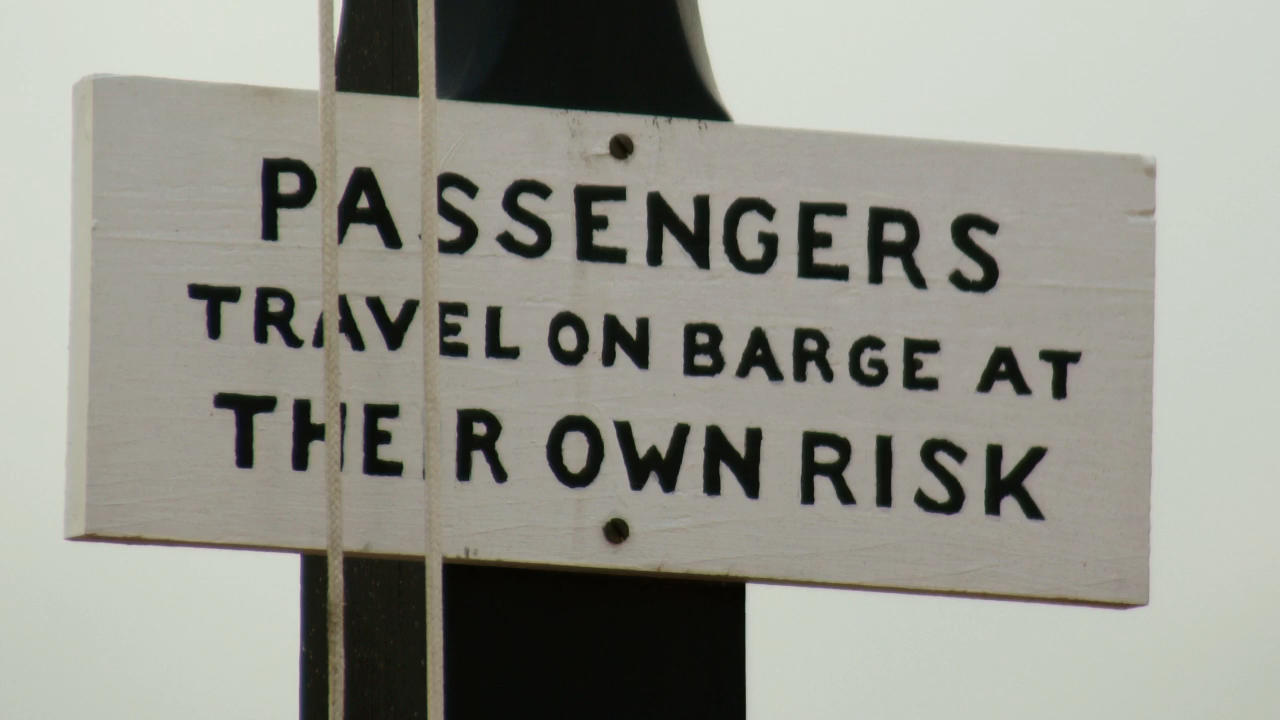 PASSENGERS
TRAVEL ON BARGE AT
THEIR OWN RISK